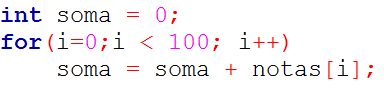 int soma = 0;
for(i=0;i < 100; i++)
    soma = soma + notas[i];